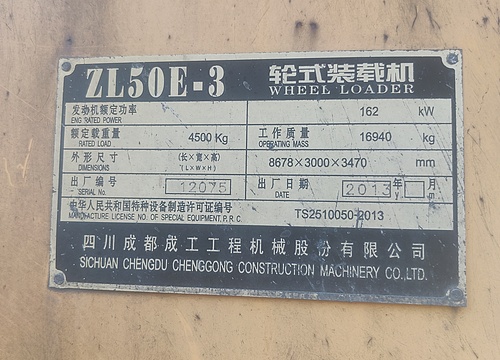 ZL50E-3 轮式装载机
WHEEL LOADER
发动机额定功率 162 kW
ENG RATED POWER
额定载重量 4500 Kg 工作质量 16940 kg
RATED LOAD OPERATING MASS
外形尺寸 (长×宽×高) 8678×3000×3470 mm
DIMENSIONS (L×W×H)
出厂编号 12075 出厂日期 2013 年 月
SERIAL No. DATE y
中华人民共和国特种设备制造许可证编号
MANUFACTURE LICENSE NO. OF SPECIAL EQUIPMENT, P.R.C TS2510050-2013
四川成都成工工程机械股份有限公司
SICHUAN CHENGDU CHENGGONG CONSTRUCTION MACHINERY CO.,LTD.